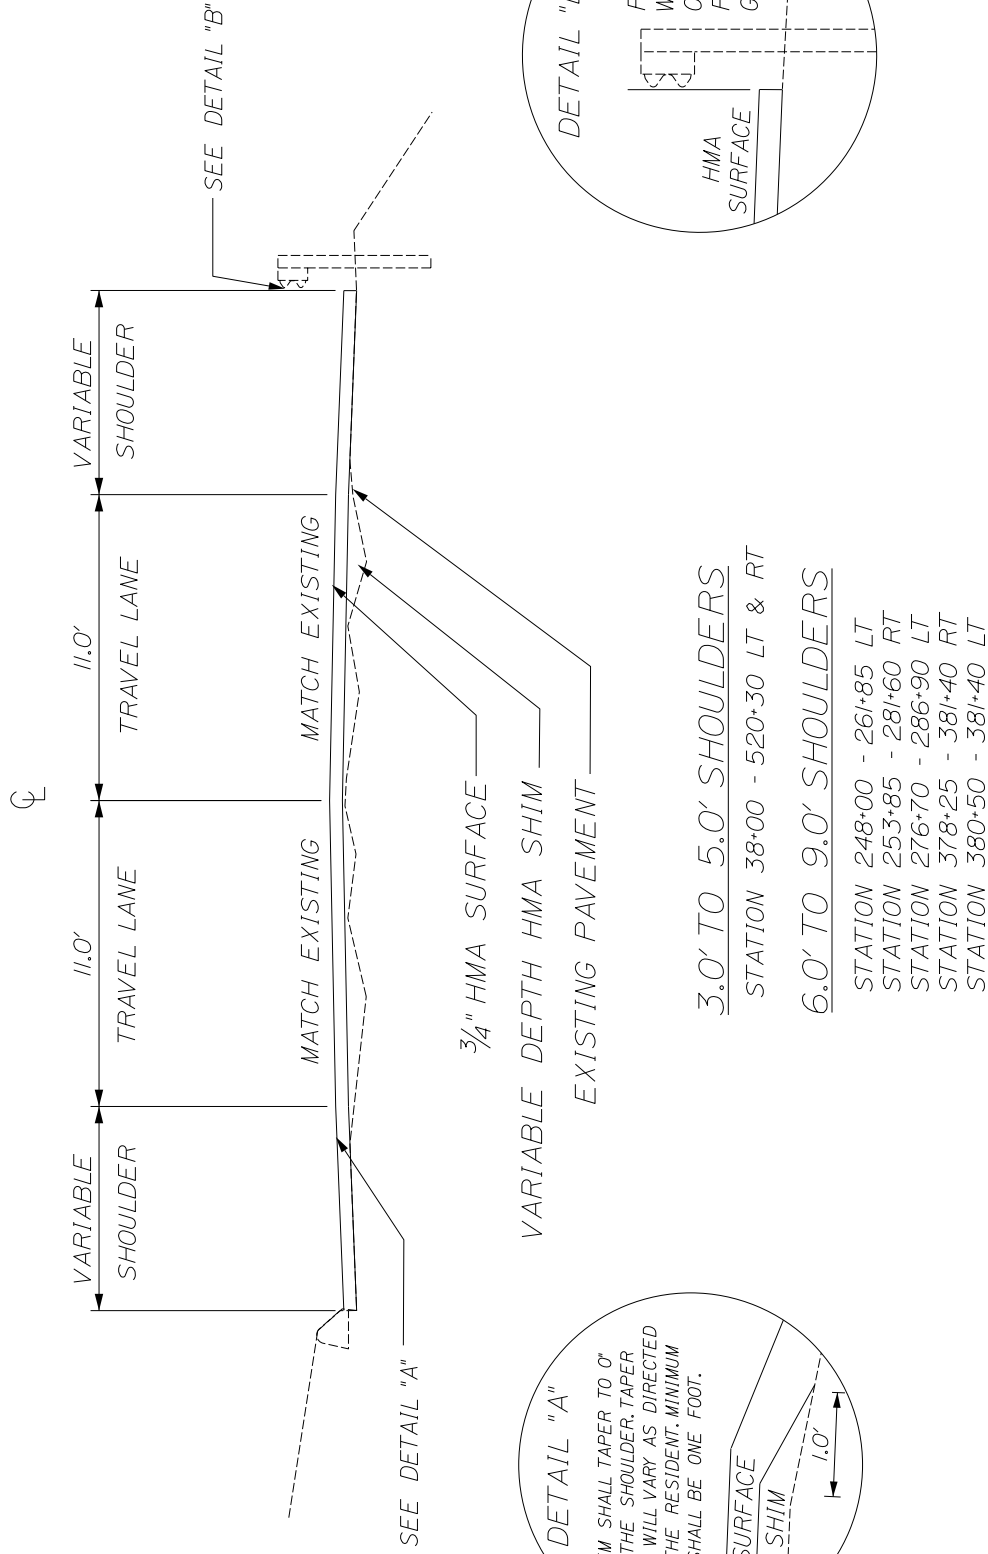 ℄
VARIABLE
SHOULDER
11.0'
TRAVEL LANE
11.0'
TRAVEL LANE
VARIABLE
SHOULDER
SEE DETAIL "B"
MATCH EXISTING
MATCH EXISTING
SEE DETAIL "A"
3/4" HMA SURFACE
VARIABLE DEPTH HMA SHIM
EXISTING PAVEMENT
DETAIL "A"
SHALL TAPER TO 0"
THE SHOULDER. TAPER
WILL VARY AS DIRECTED
THE RESIDENT. MINIMUM
SHALL BE ONE FOOT.
SURFACE
SHIM
1.0'
3.0' TO 5.0' SHOULDERS
STATION 38+00 - 520+30 LT & RT
6.0' TO 9.0' SHOULDERS
STATION 248+00 - 261+85 LT
STATION 253+85 - 281+60 RT
STATION 276+70 - 286+90 LT
STATION 378+25 - 381+40 RT
STATION 380+50 - 381+40 LT
DETAIL
HMA
SURFACE